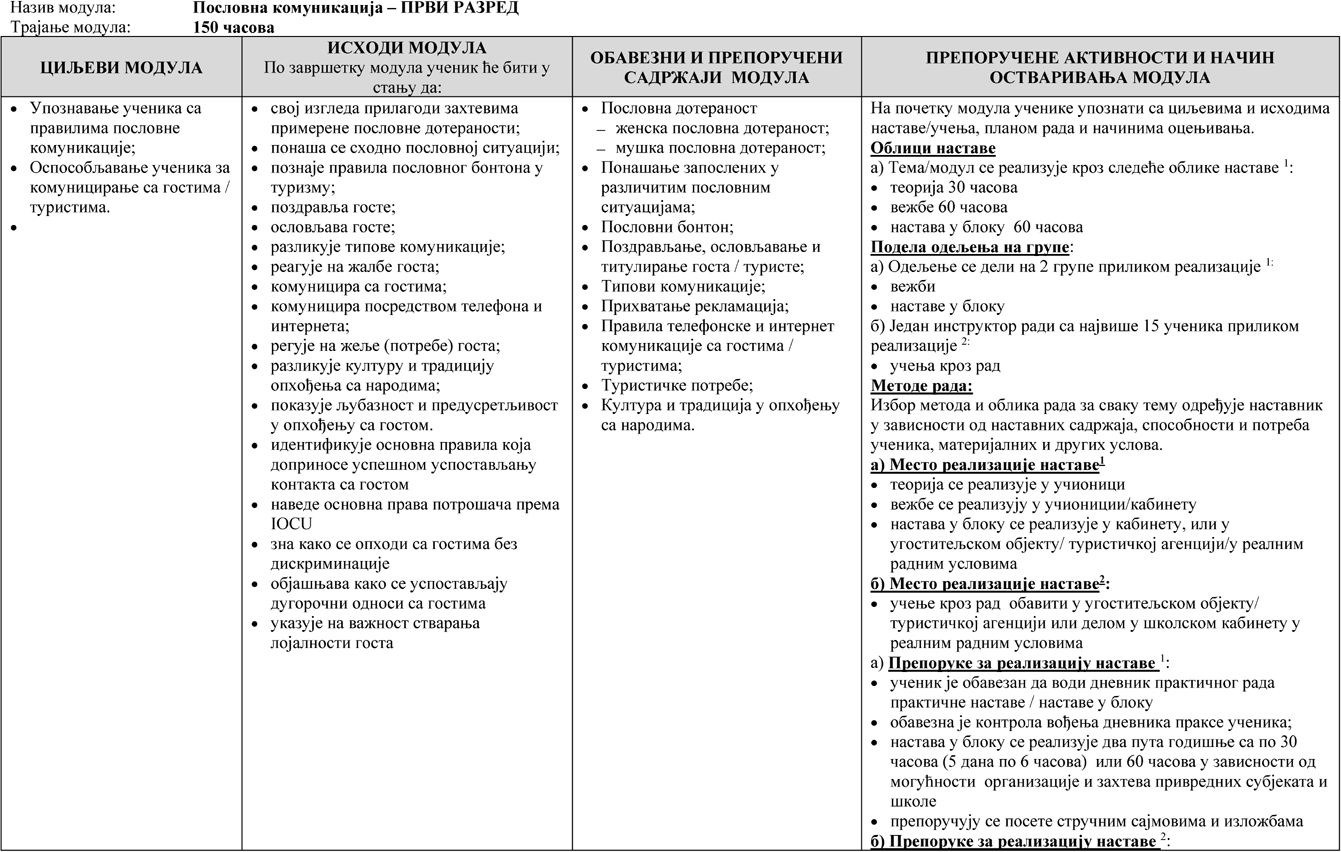 Назив модула: Пословна комуникација – ПРВИ РАЗРЕД
Трајање модула: 150 часова
ЦИЉЕВИ МОДУЛА
ИСХОДИ МОДУЛА
По завршетку модула ученик ће бити у
стању да:
ОБАВЕЗНИ И ПРЕПОРУЧЕНИ
САДРЖАЈИ МОДУЛА
ПРЕПОРУЧЕНЕ АКТИВНОСТИ И НАЧИН
ОСТВАРИВАЊА МОДУЛА
• Упознавање ученика са
правилима пословне
комуникације;
• Оспособљавање ученика за
комуницирање са гостима /
туристима.
•
• свој изгледа прилагоди захтевима
примерене пословне дотераности;
• понаша се сходно пословној ситуацији;
• познаје правила пословног бонтона у
туризму;
• поздравља госте;
• ословљава госте;
• разликује типове комуникације;
• реагује на жалбе госта;
• комуницира са гостима;
• комуницира посредством телефона и
интернета;
• регује на жеље (потребе) госта;
• разликује културу и традицију
опхођења са народима;
• показује љубазност и предусретљивост
у опхођењу са гостом.
• идентификује основна правила која
доприносе успешном успостављању
контакта са гостом
• наведе основна права потрошача према
IOCU
• зна како се опходи са гостима без
дискриминације
• објашњава како се успостављају
дугорочни односи са гостима
• указује на важност стварања
лојалности госта
• Пословна дотераност
– женска пословна дотераност;
– мушка пословна дотераност;
• Понашање запослених у
различитим пословним
ситуацијама;
• Пословни бонтон;
• Поздрављање, ословљавање и
титулирање госта / туристе;
• Типови комуникације;
• Прихватање рекламација;
• Правила телефонске и интернет
комуникације са гостима /
туристима;
• Туристичке потребе;
• Култура и традиција у опхођењу
са народима.
На почетку модула ученике упознати са циљевима и исходима
наставе/учења, планом рада и начинима оцењивања.
Облици наставе
а) Тема/модул се реализује кроз следеће облике наставе ¹:
• теорија 30 часова
• вежбе 60 часова
• настава у блоку 60 часова
Подела одељења на групе:
а) Одељење се дели на 2 групе приликом реализације ¹:
• вежби
• наставе у блоку
б) Један инструктор ради са највише 15 ученика приликом
реализације ²:
• учења кроз рад
Методе рада:
Избор метода и облика рада за сваку тему одређује наставник
у зависности од наставних садржаја, способности и потреба
ученика, материјалних и других услова.
а) Место реализације наставе¹
• теорија се реализује у учионици
• вежбе се реализују у учионици/кабинету
• настава у блоку се реализује у кабинету, или у
угоститељском објекту/ туристичкој агенцији/у реалним
радним условима
б) Место реализације наставе²:
• учење кроз рад обавити у угоститељском објекту/
туристичкој агенцији или делом у школском кабинету у
реалним радним условима
а) Препоруке за реализацију наставе ¹:
• ученик је обавезан да води дневник практичног рада
практичне наставе / наставе у блоку
• обавезна је контрола вођења дневника праксе ученика;
• настава у блоку се реализује два пута годишње са по 30
часова (5 дана по 6 часова) или 60 часова у зависности од
могућности организације и захтева привредних субјеката и
школе
• препоручују се посете стручним сајмовима и изложбама
б) Препоруке за реализацију наставе ²: